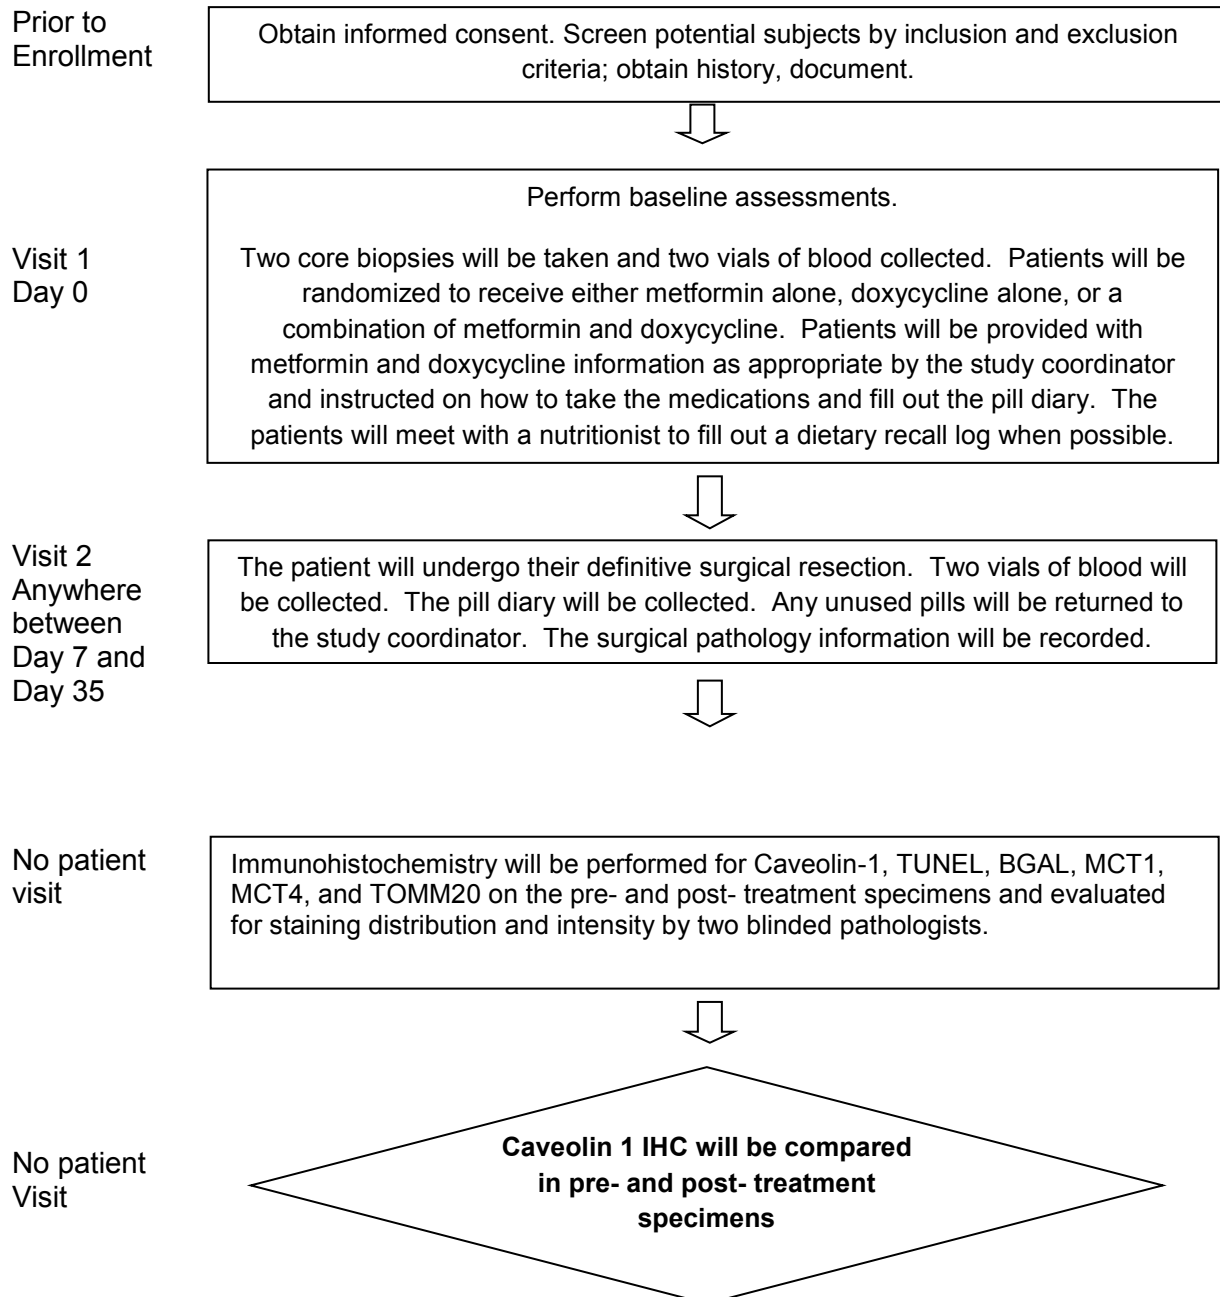 Prior to
Enrollment
Obtain informed consent. Screen potential subjects by inclusion and exclusion
criteria; obtain history, document.
Visit 1
Day 0
Perform baseline assessments.
Two core biopsies will be taken and two vials of blood collected.  Patients will be
randomized to receive either metformin alone, doxycycline alone, or a
combination of metformin and doxycycline.  Patients will be provided with
metformin and doxycycline information as appropriate by the study coordinator
and instructed on how to take the medications and fill out the pill diary.  The
patients will meet with a nutritionist to fill out a dietary recall log when possible.
Visit 2
Anywhere
between
Day 7 and
Day 35
The patient will undergo their definitive surgical resection.  Two vials of blood will
be collected.  The pill diary will be collected.  Any unused pills will be returned to
the study coordinator.  The surgical pathology information will be recorded.
No patient
visit
Immunohistochemistry will be performed for Caveolin-1, TUNEL, BGAL, MCT1,
MCT4, and TOMM20 on the pre- and post- treatment specimens and evaluated
for staining distribution and intensity by two blinded pathologists.
No patient
Visit
Caveolin 1 IHC will be compared
in pre- and post- treatment
specimens